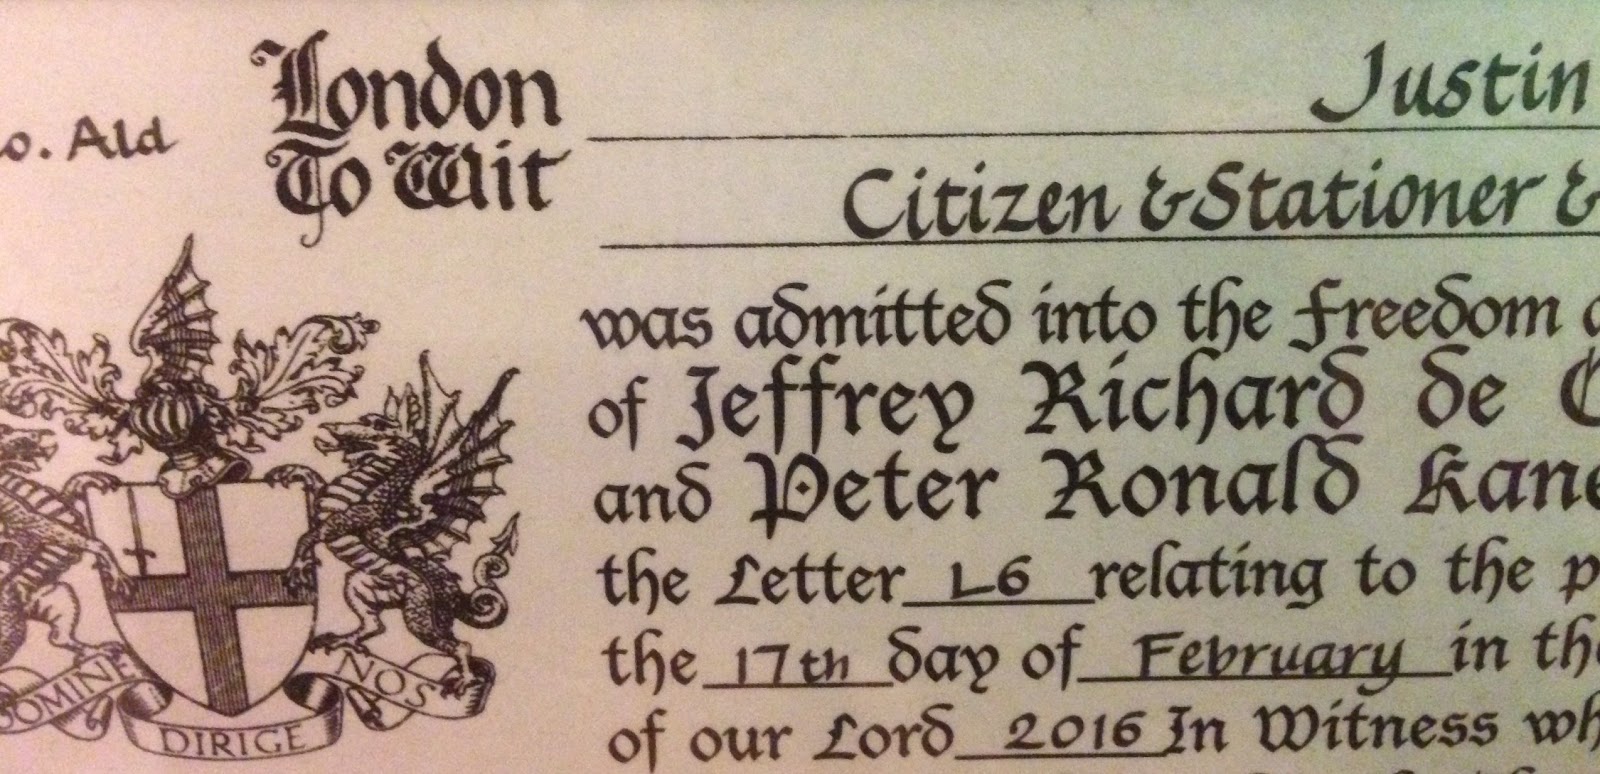 o. Ald
London
To Wit
Justin
Citizen & Stationer &
was admitted into the Freedom
of Jeffrey Richard de
and Peter Ronald Kane
the Letter L6 relating to the
the 17th day of February in the
of our Lord 2016 In Witness wh
DOMINE DIRIGE NOS